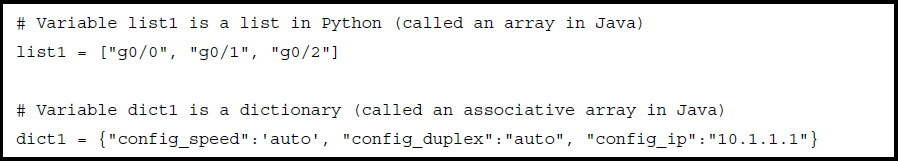 # Variable list1 is a list in Python (called an array in Java)
list1 = ["g0/0", "g0/1", "g0/2"]
# Variable dict1 is a dictionary (called an associative array in Java)
dict1 = {"config_speed":'auto', "config_duplex":"auto", "config_ip":"10.1.1.1"}